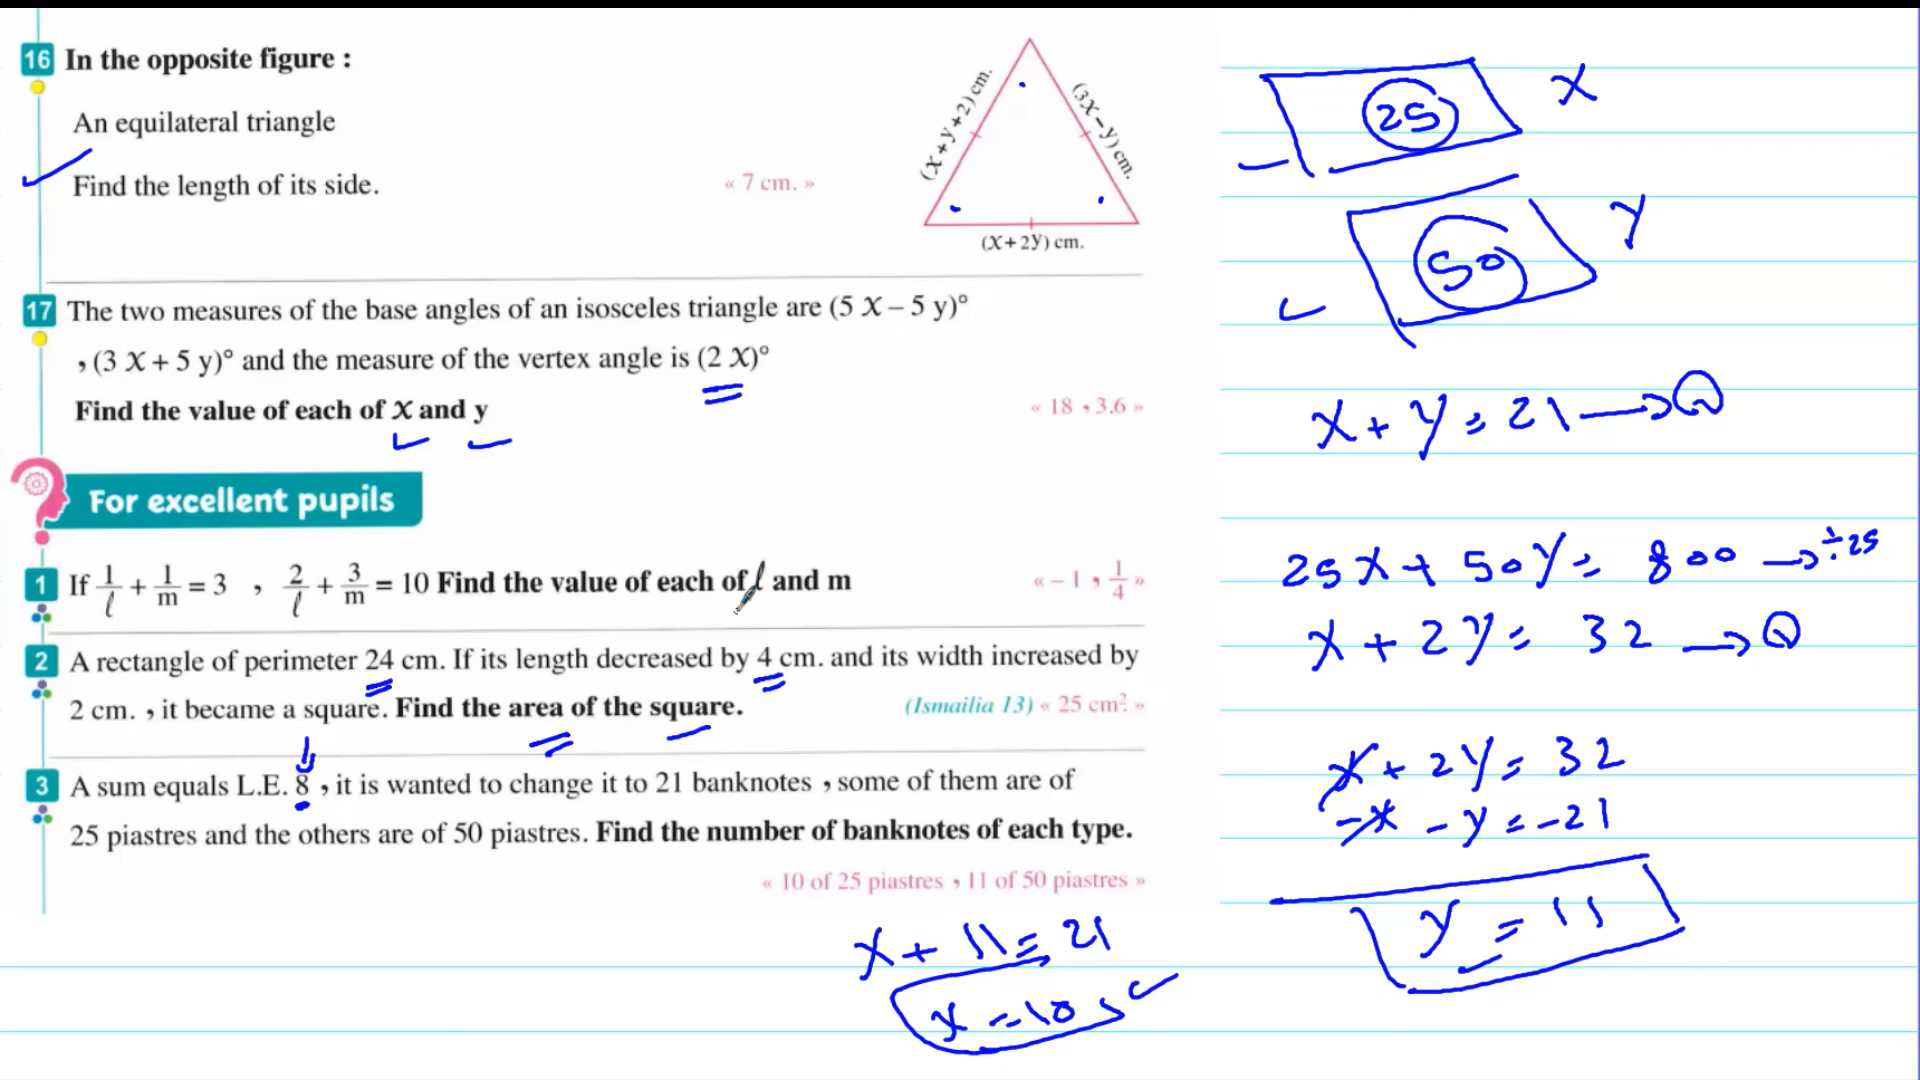 16 In the opposite figure :
An equilateral triangle
Find the length of its side.
« 7 cm. »
(X+y+2) cm.
(3X–y) cm.
(X+2y) cm.
17 The two measures of the base angles of an isosceles triangle are (5 X – 5 y)°
, (3 X + 5 y)° and the measure of the vertex angle is (2 X)°
Find the value of each of X and y
« 18 , 3.6 »
For excellent pupils
1 If 1/ℓ + 1/m = 3 , 2/ℓ + 3/m = 10 Find the value of each of ℓ and m
« – 1 , 1/4 »
2 A rectangle of perimeter 24 cm. If its length decreased by 4 cm. and its width increased by
2 cm. , it became a square. Find the area of the square.
(Ismailia 13) « 25 cm². »
3 A sum equals L.E. 8 , it is wanted to change it to 21 banknotes , some of them are of
25 piastres and the others are of 50 piastres. Find the number of banknotes of each type.
« 10 of 25 piastres , 11 of 50 piastres »
x + 11 = 21
x = 10
25 x
50 y
x + y = 21 →
25x + 50y = 800 → ÷25
x + 2y = 32 →
x + 2y = 32
-x - y = -21
y = 11